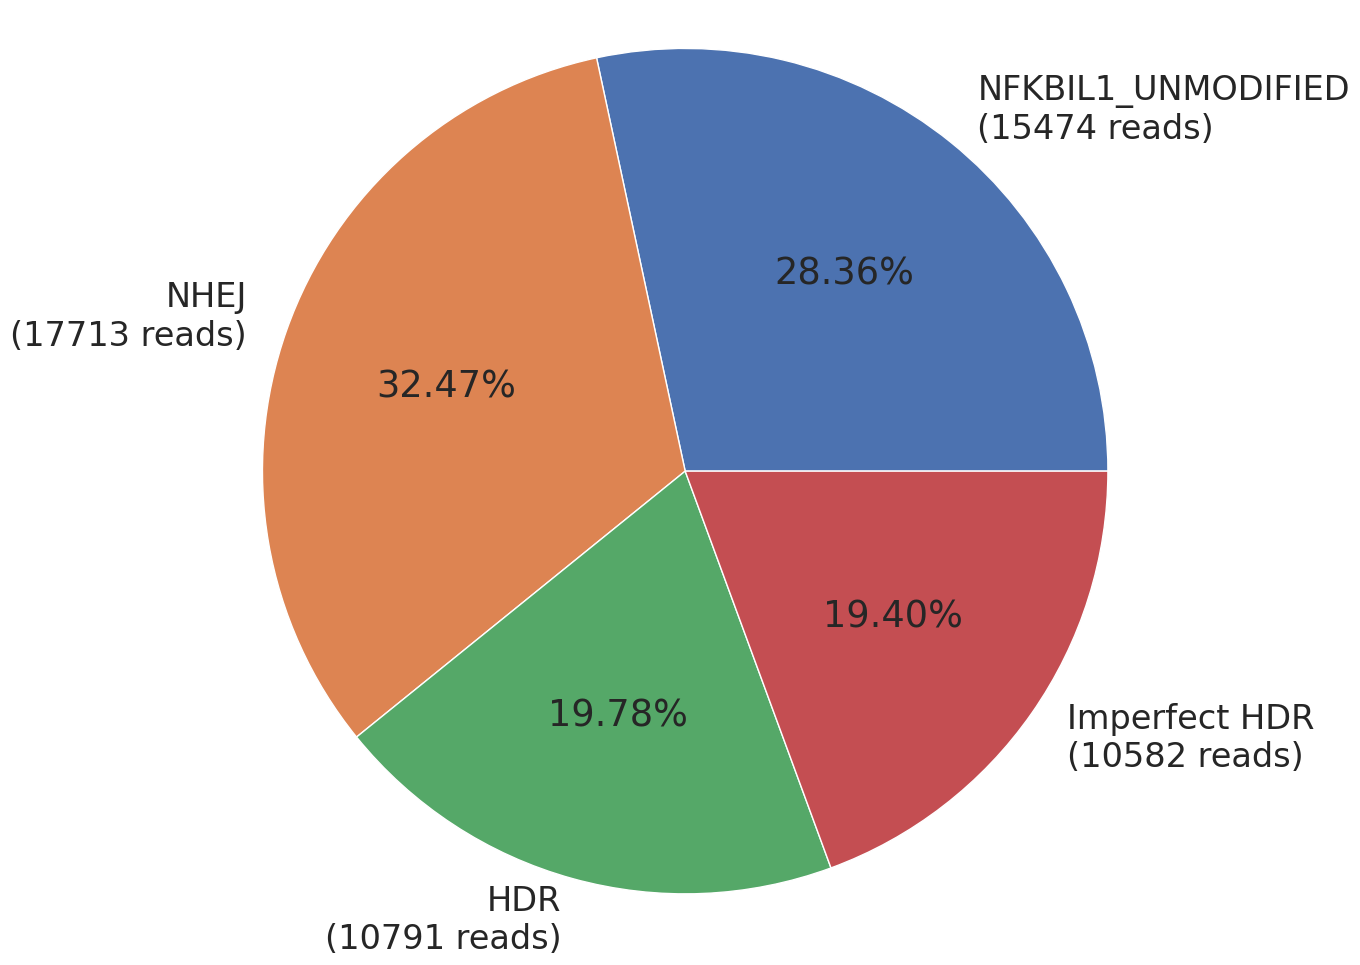 NFKBIL1_UNMODIFIED
(15474 reads)
28.36%
NHEJ
(17713 reads)
32.47%
19.40%
19.78%
Imperfect HDR
(10582 reads)
HDR
(10791 reads)